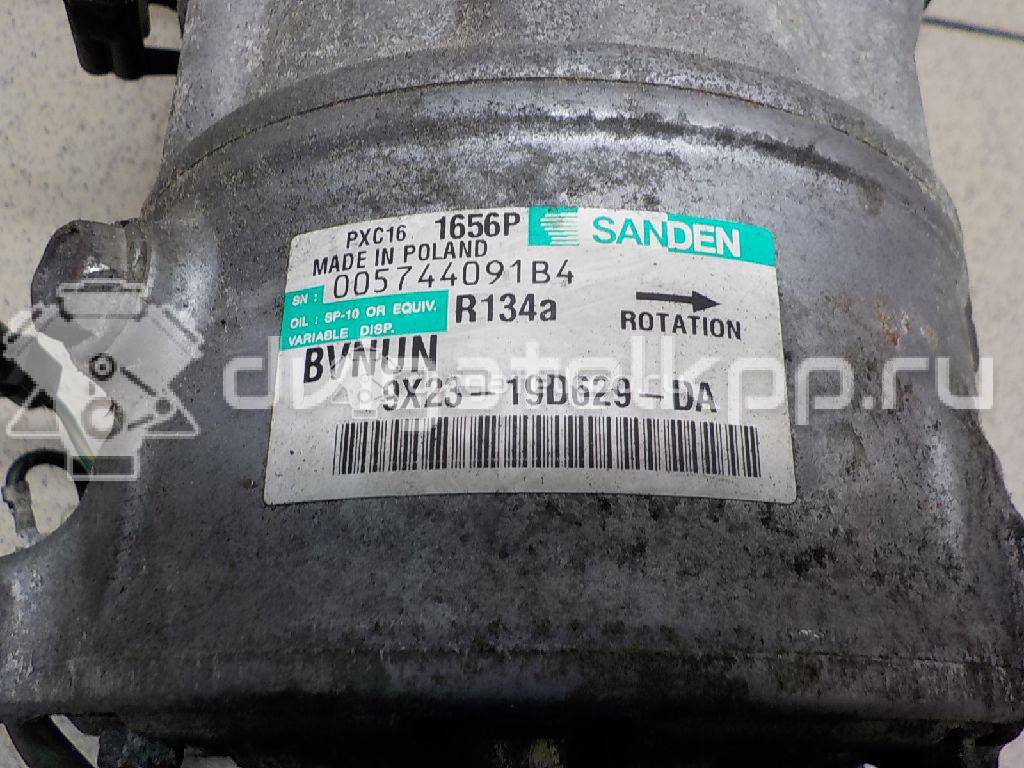 PXC16 1656P SANDEN
MADE IN POLAND
SN : 005744091B4
OIL : SP-10 OR EQUIV.
VARIABLE DISP.
R134a
ROTATION
BVNUN
9X23-19D629-DA
dvigatelkpp.ru